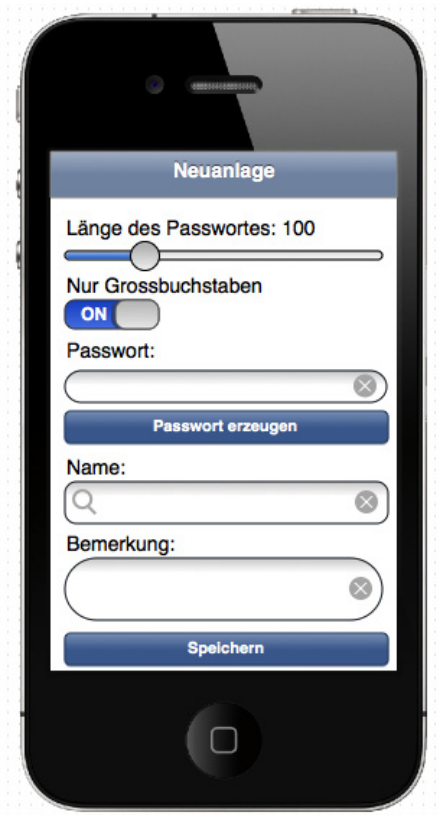 Neuanlage
Länge des Passwortes: 100
Nur Grossbuchstaben
ON
Passwort:
Passwort erzeugen
Name:
Bemerkung:
Speichern